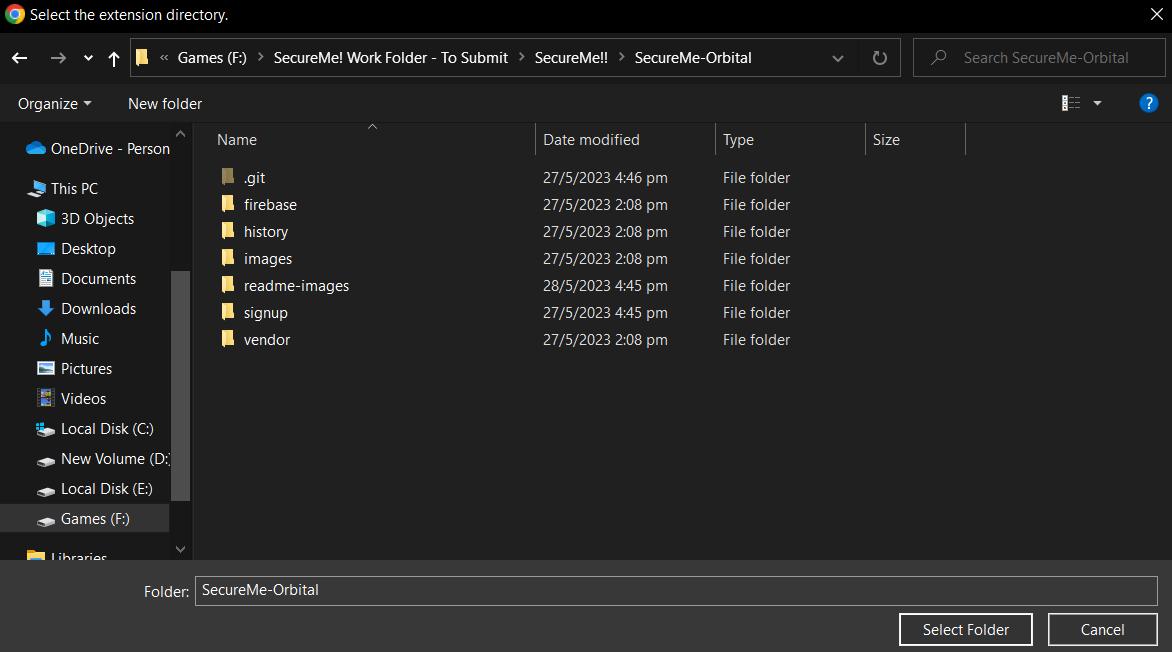 Select the extension directory.
« Games (F:) > SecureMe! Work Folder - To Submit > SecureMe!! > SecureMe-Orbital
Search SecureMe-Orbital
Organize New folder ?
Name Date modified Type Size
OneDrive - Person
This PC
3D Objects
Desktop
Documents
Downloads
Music
Pictures
Videos
Local Disk (C:)
New Volume (D:)
Local Disk (E:)
Games (F:)
Libraries
.git 27/5/2023 4:46 pm File folder
firebase 27/5/2023 2:08 pm File folder
history 27/5/2023 2:08 pm File folder
images 27/5/2023 2:08 pm File folder
readme-images 28/5/2023 4:45 pm File folder
signup 27/5/2023 4:45 pm File folder
vendor 27/5/2023 2:08 pm File folder
Folder: SecureMe-Orbital
Select Folder Cancel